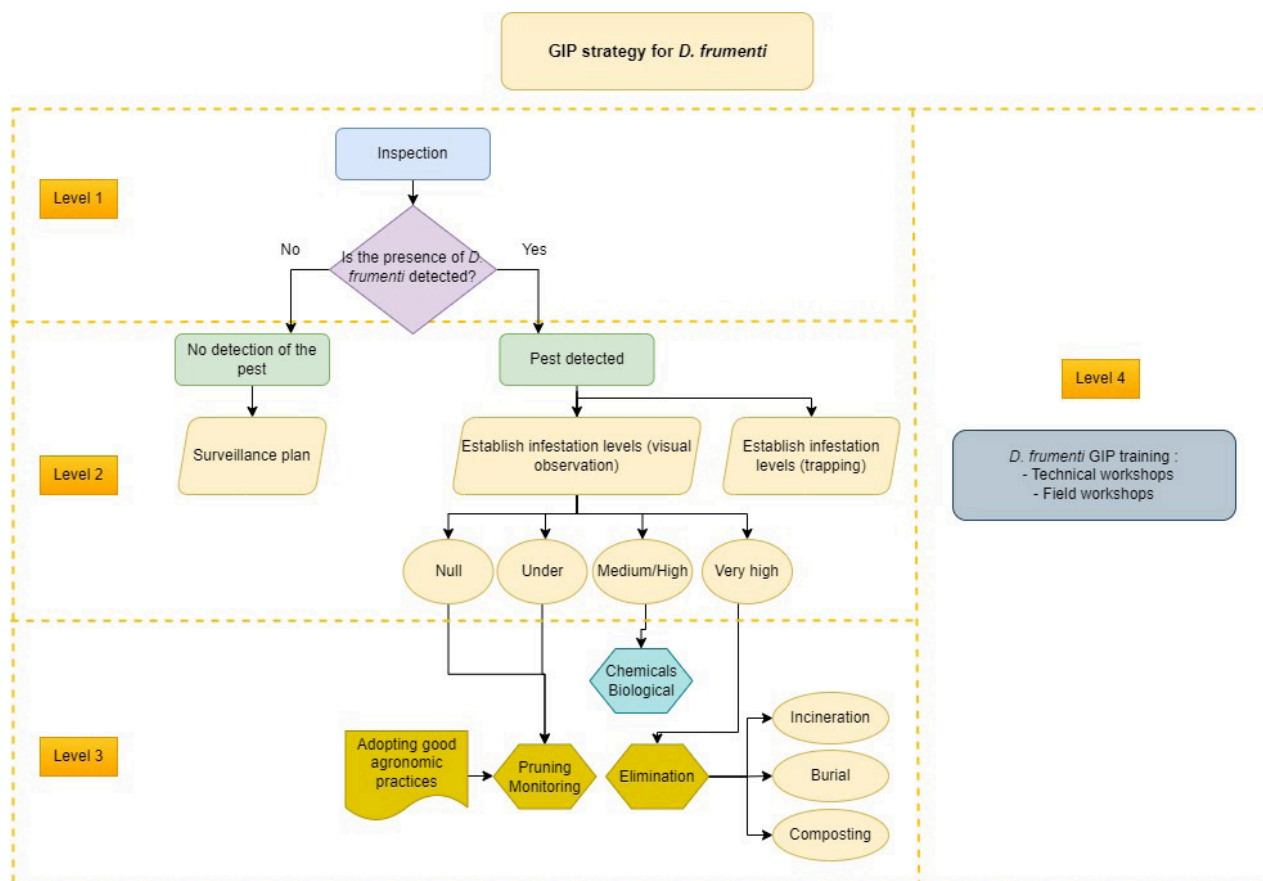 GIP strategy for D. frumenti
Inspection
Level 1
No
Is the presence of D.
frumenti detected?
Yes
No detection of the
pest
Pest detected
Level 4
Surveillance plan
Establish infestation levels (visual
observation)
Establish infestation
levels (trapping)
Level 2
D. frumenti GIP training :
- Technical workshops
- Field workshops
Null
Under
Medium/High
Very high
Chemicals
Biological
Level 3
Adopting good
agronomic
practices
Pruning
Monitoring
Elimination
Incineration
Burial
Composting